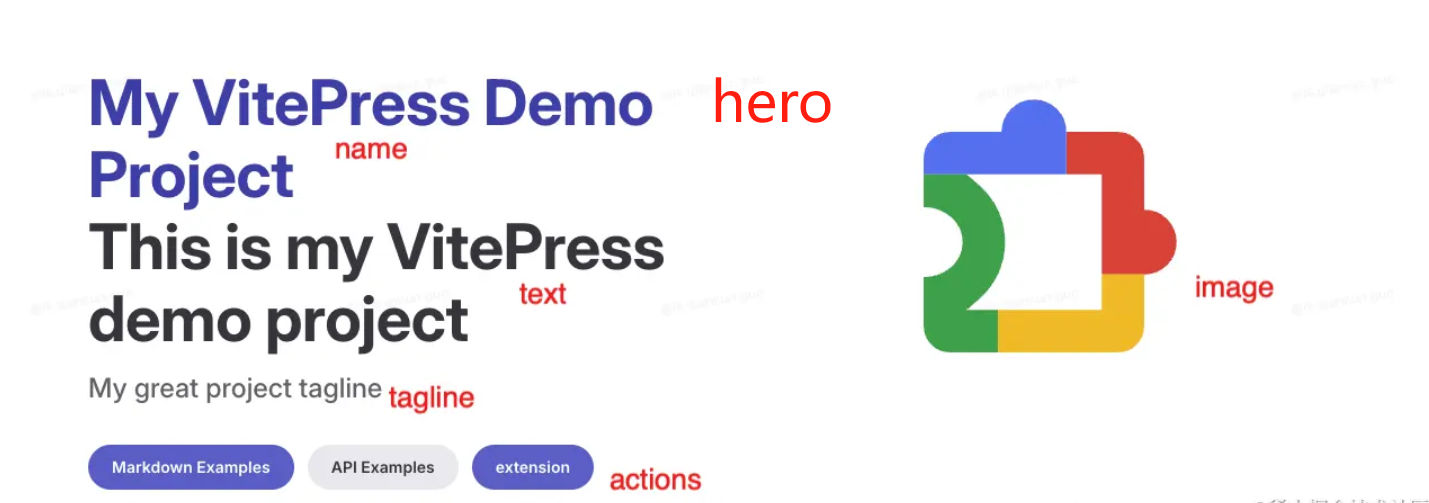 My VitePress Demo
hero
name
Project
This is my VitePress
text
image
demo project
My great project tagline
tagline
Markdown Examples
API Examples
extension
actions